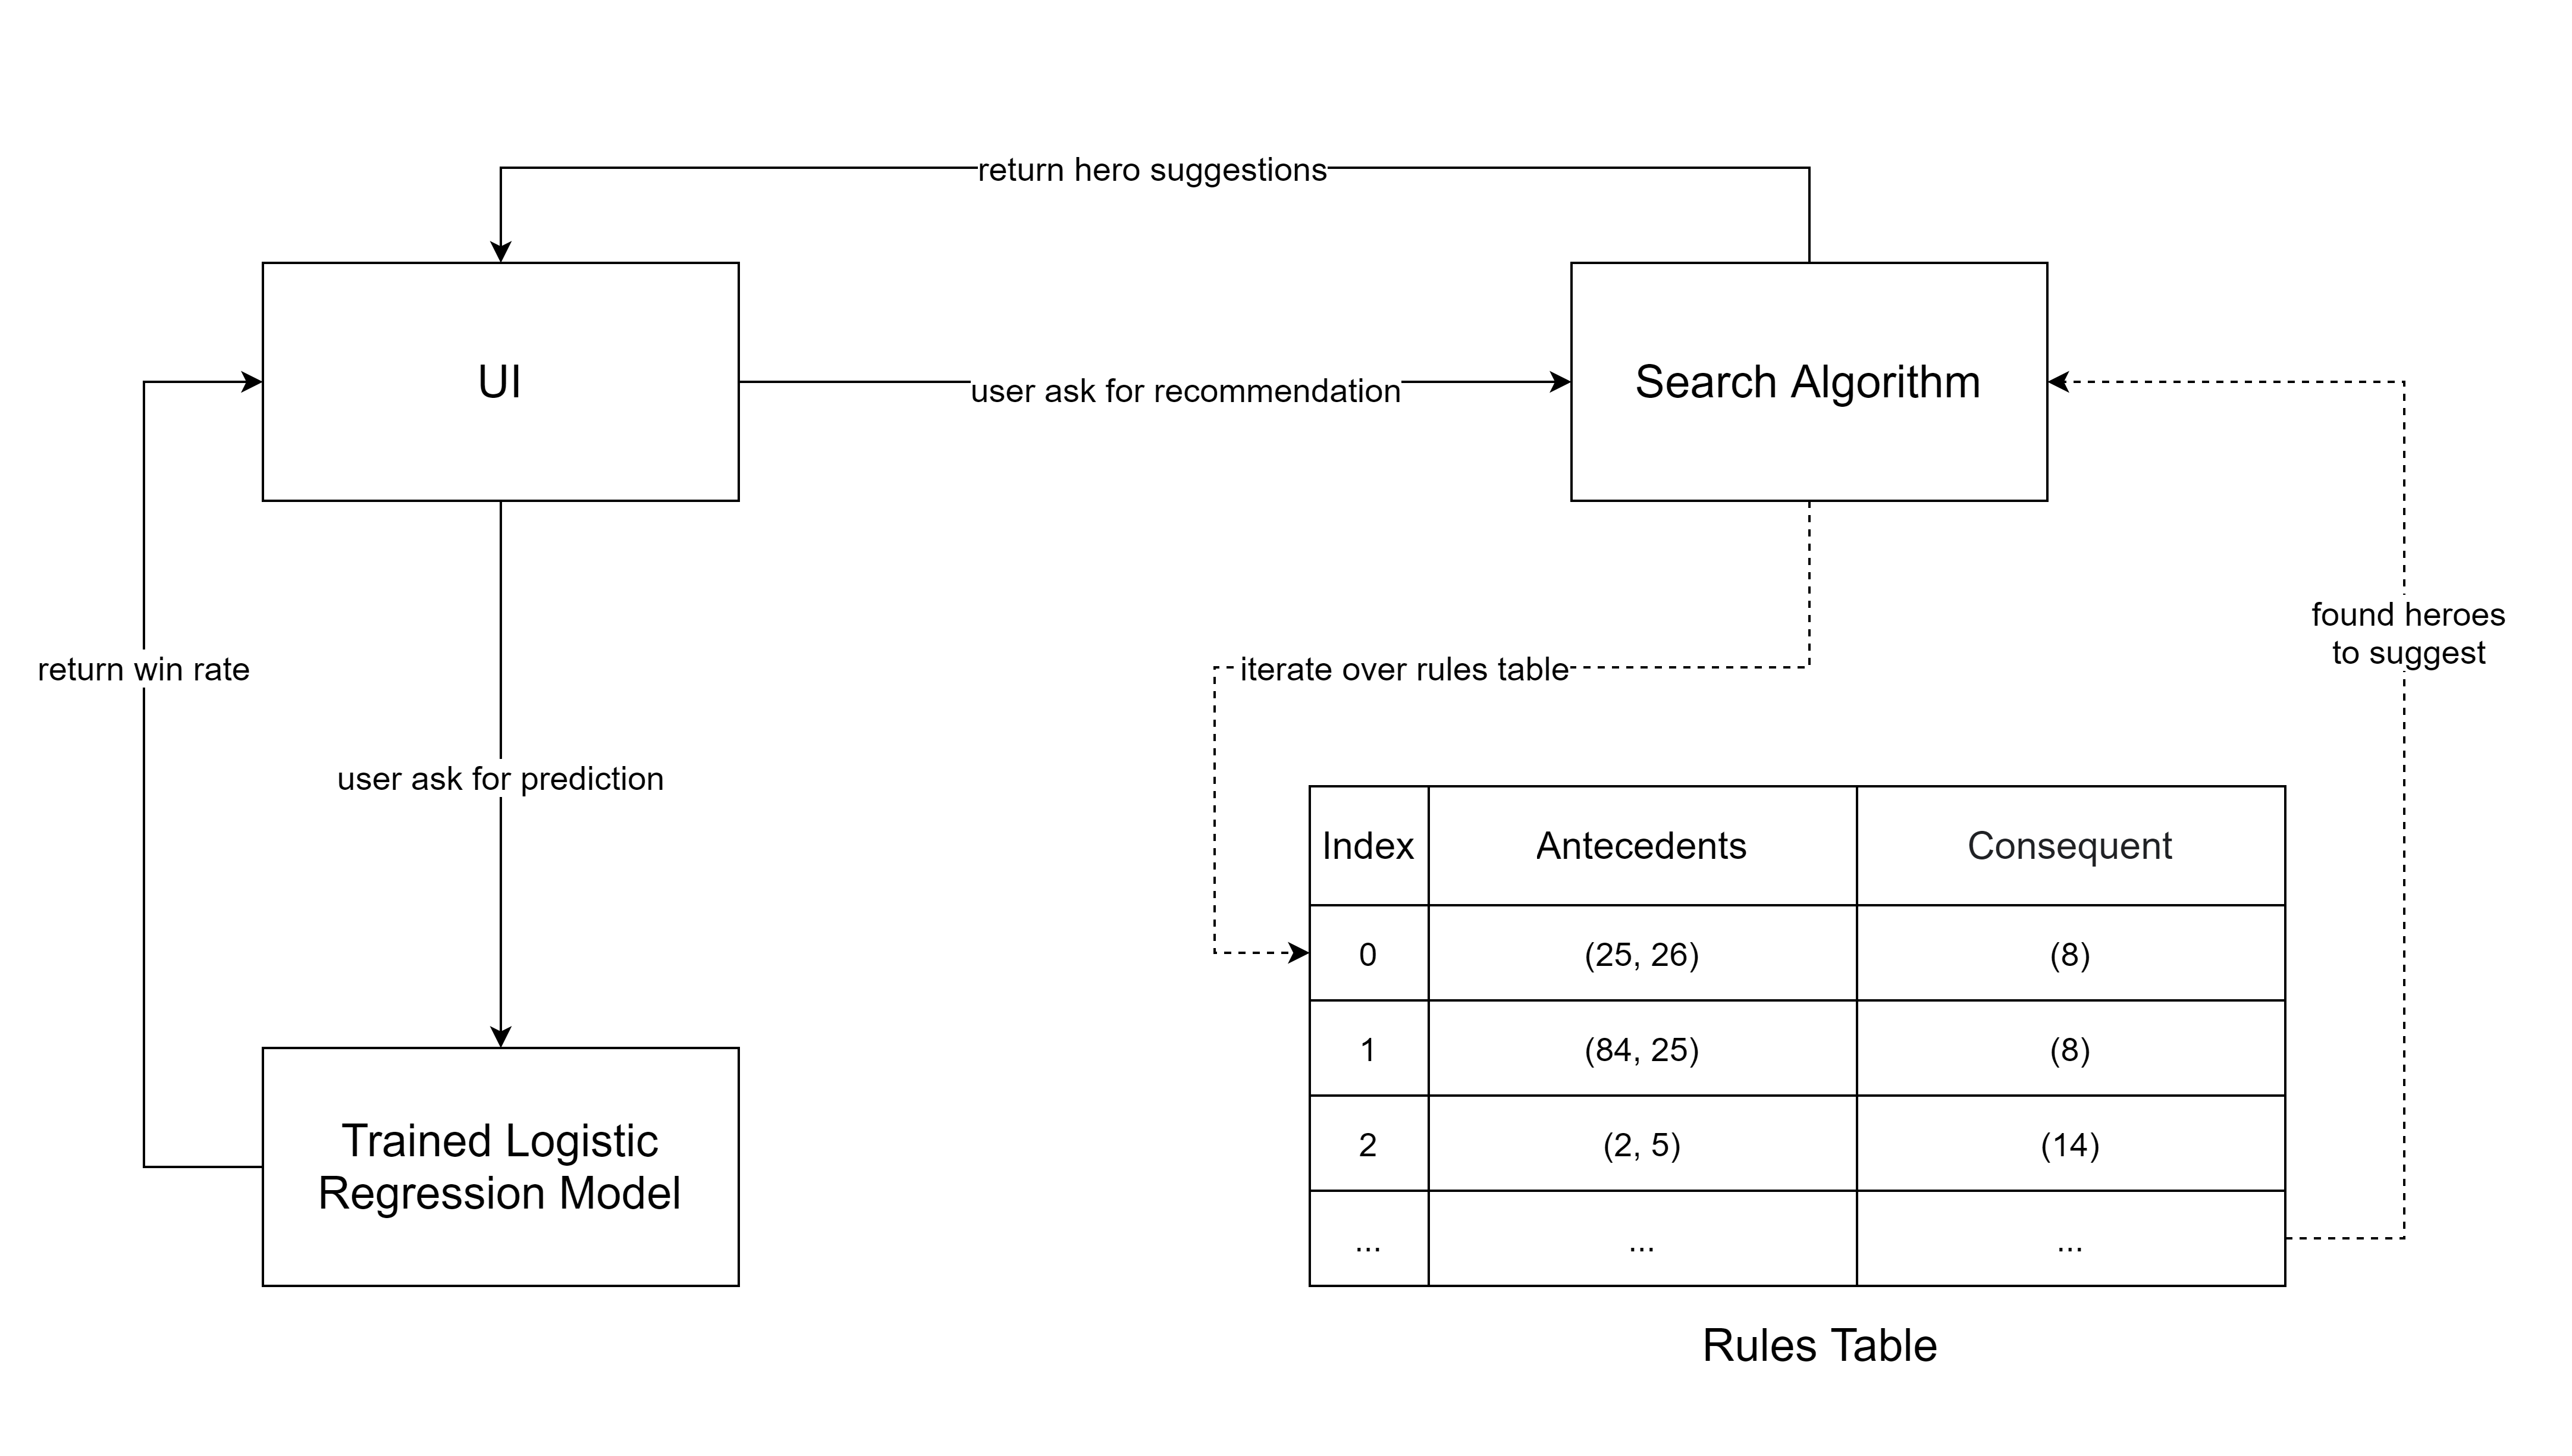 return hero suggestions
UI
user ask for recommendation
Search Algorithm
found heroes
to suggest
return win rate
iterate over rules table
user ask for prediction
Index Antecedents Consequent
0 (25, 26) (8)
1 (84, 25) (8)
2 (2, 5) (14)
... ... ...
Trained Logistic
Regression Model
Rules Table